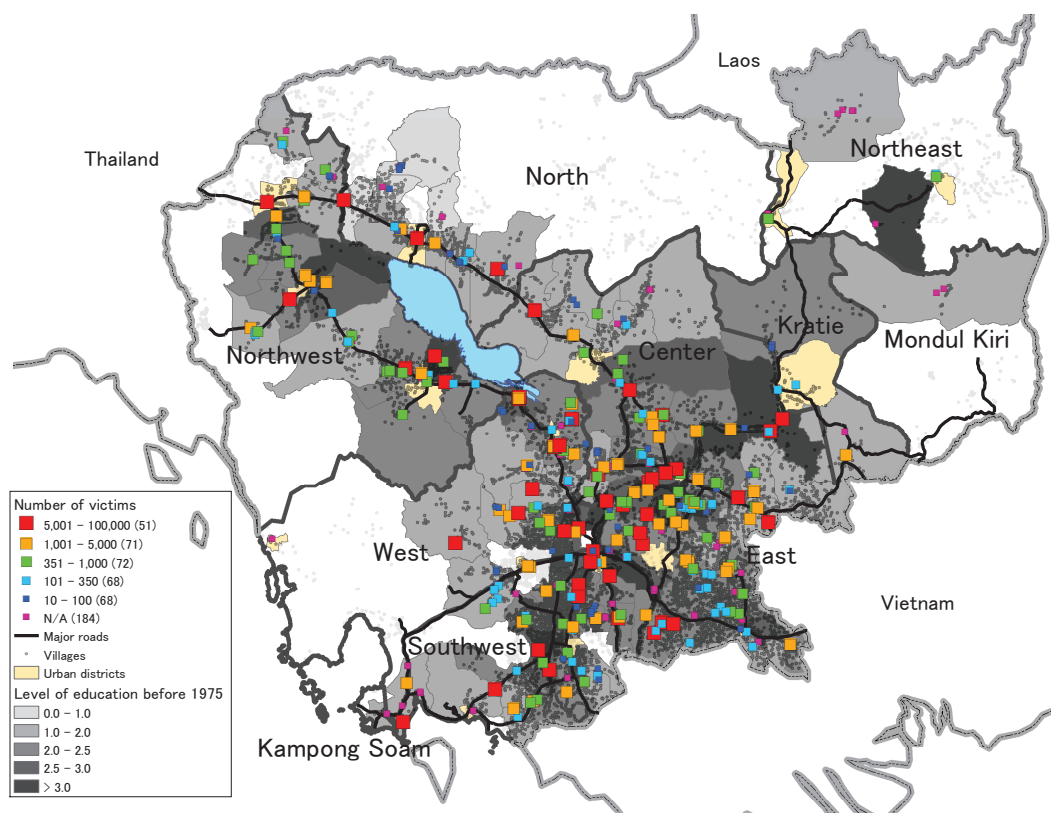 Laos
Thailand
Northeast
North
Kratie
Mondul Kiri
Center
Northwest
Number of victims
5,001 - 100,000 (51)
1,001 - 5,000 (71)
351 - 1,000 (72)
101 - 350 (68)
10 - 100 (68)
N/A (184)
Major roads
Villages
Urban districts
Level of education before 1975
0.0 - 1.0
1.0 - 2.0
2.0 - 2.5
2.5 - 3.0
> 3.0
West
East
Vietnam
Southwest
Kampong Soam